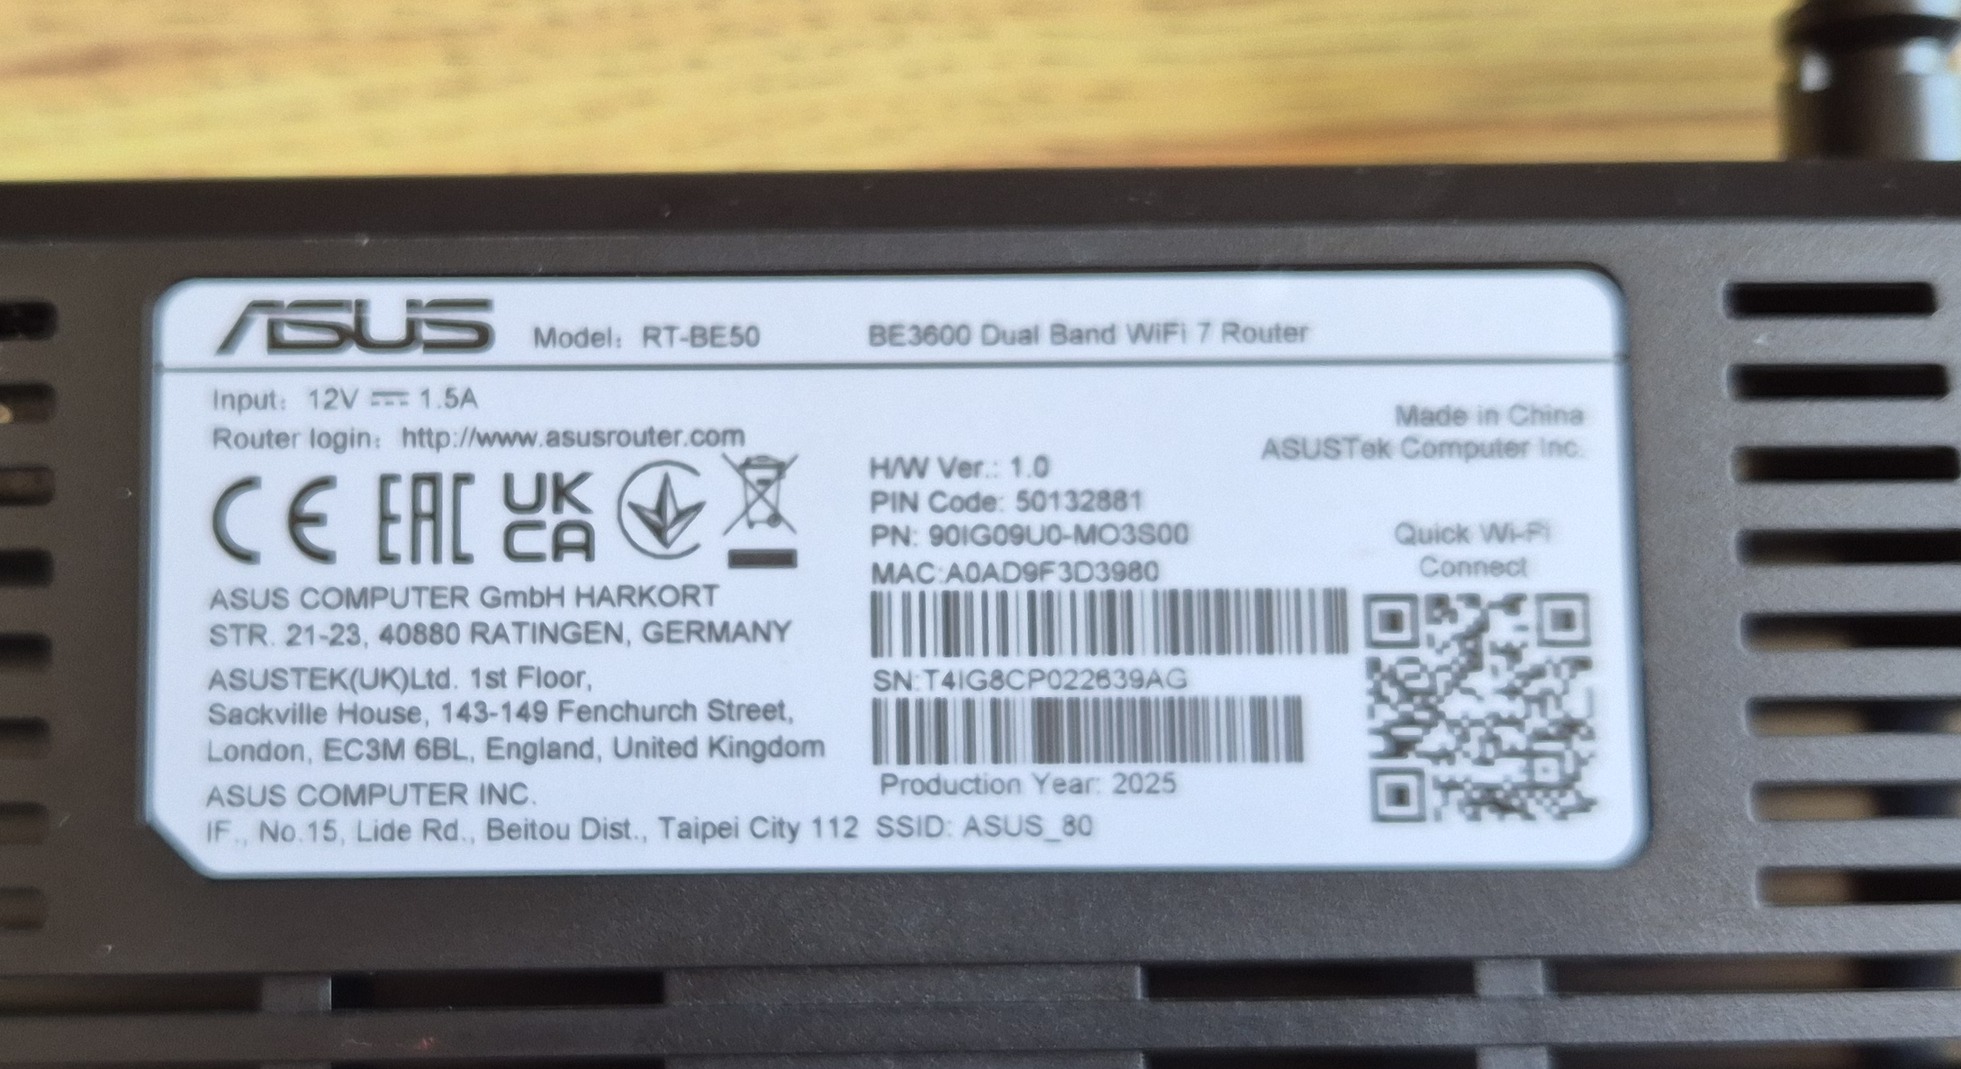 ASUS Model: RT-BE50 BE3600 Dual Band WiFi 7 Router
Input: 12V ⎓ 1.5A
Router login: http://www.asusrouter.com
CE EAC UK CA
ASUS COMPUTER GmbH HARKORT
STR. 21-23, 40880 RATINGEN, GERMANY
ASUSTEK(UK)Ltd. 1st Floor,
Sackville House, 143-149 Fenchurch Street,
London, EC3M 6BL, England, United Kingdom
ASUS COMPUTER INC.
No.15, Lide Rd., Beitou Dist., Taipei City 112
Made in China
ASUSTek Computer Inc.
H/W Ver.: 1.0
PIN Code: 50132881
PN: 90IG09U0-MO3S00
MAC:A0AD9F3D3980
SN:T4IG8CP022639AG
Production Year: 2025
SSID: ASUS_80
Quick Wi-Fi
Connect